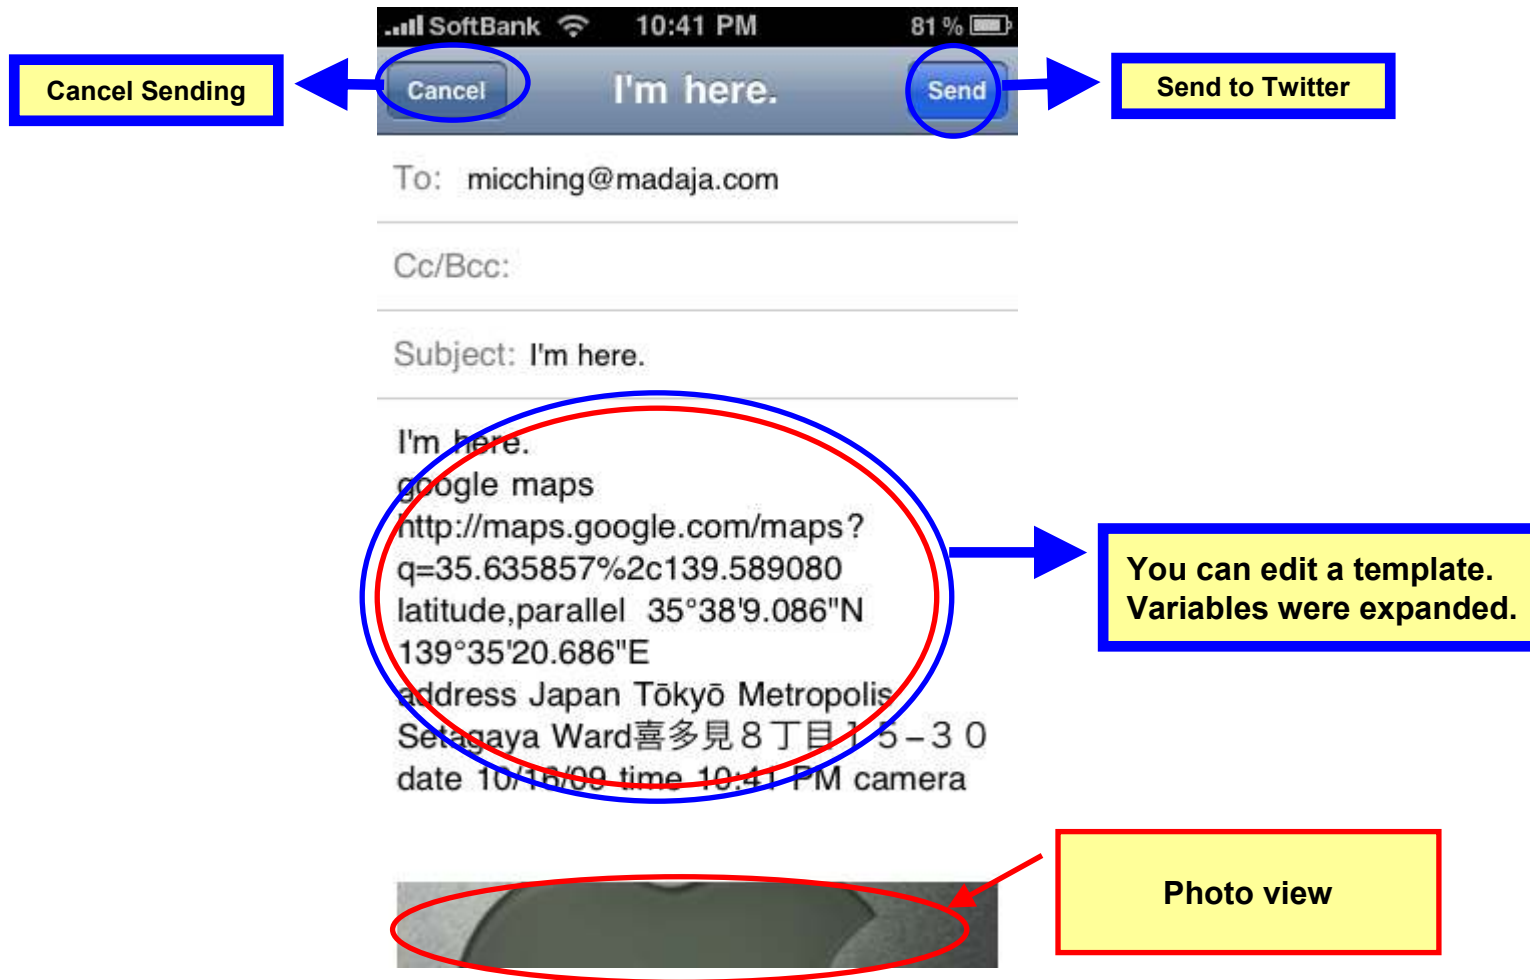 SoftBank 10:41 PM 81 %
Cancel Sending
Cancel I'm here. Send
Send to Twitter
To: micching@madaja.com
Cc/Bcc:
Subject: I'm here.
I'm here.
google maps
http://maps.google.com/maps?
q=35.635857%2c139.589080
latitude,parallel 35°38'9.086"N
139°35'20.686"E
address Japan Tōkyō Metropolis
Setagaya Ward喜多見8丁目15−30
date 10/16/09 time 10:41 PM camera
You can edit a template.
Variables were expanded.
Photo view